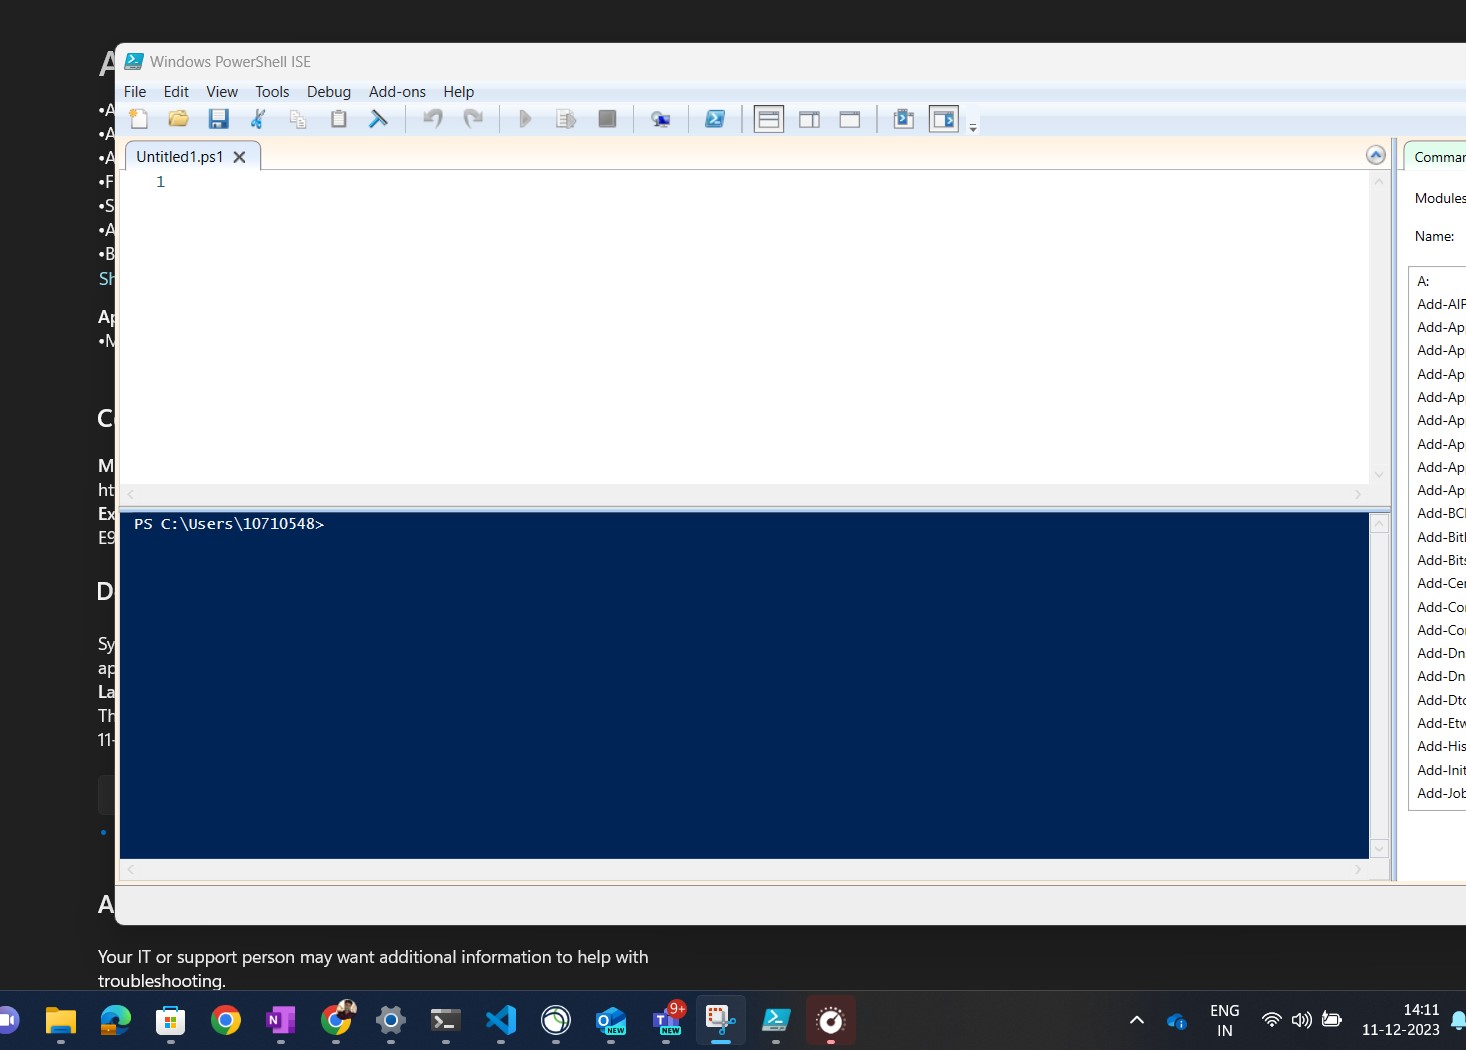 Windows PowerShell ISE
File Edit View Tools Debug Add-ons Help
Untitled1.ps1
1
PS C:\Users\10710548>
Comman
Modules
Name:
A:
Add-AIP
Add-Ap
Add-Ap
Add-Ap
Add-Ap
Add-Ap
Add-Ap
Add-Ap
Add-Ap
Add-BC
Add-Bitl
Add-Bits
Add-Cer
Add-Co
Add-Co
Add-Dn
Add-Dn
Add-Dtc
Add-Etw
Add-His
Add-Init
Add-Job
A
•A
•A
•A
•F
•S
•A
•B
Sh
Ap
•M
C
M
ht
Ex
E9
D
Sy
ap
La
Th
11-
A
Your IT or support person may want additional information to help with
troubleshooting.
N
NEW
9+
T
NEW
ENG
IN
14:11
11-12-2023